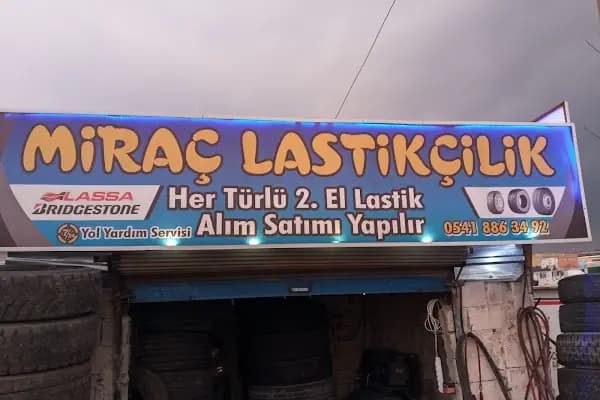 MİRAÇ LASTİKÇİLİK
LASSA
BRIDGESTONE
Her Türlü 2. El Lastik
Alım Satımı Yapılır
Yol Yardım Servisi
0541 886 34 92